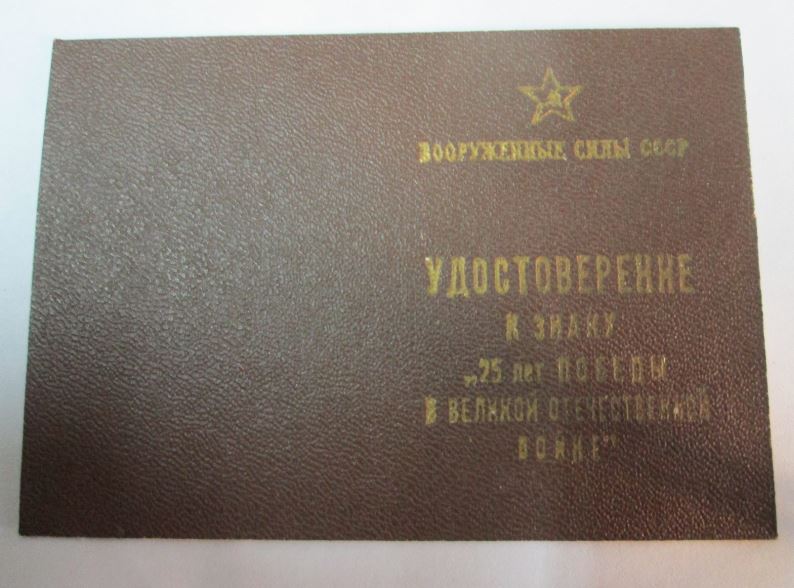 ВООРУЖЕННЫЕ СИЛЫ СССР
УДОСТОВЕРЕНИЕ
К ЗНАКУ
„25 лет ПОБЕДЫ
В ВЕЛИКОЙ ОТЕЧЕСТВЕННОЙ
ВОЙНЕ"